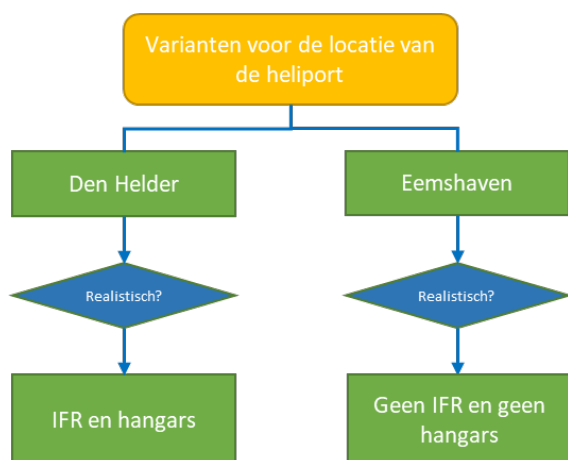 Varianten voor de locatie van
de heliport
Den Helder
Eemshaven
Realistisch?
Realistisch?
IFR en hangars
Geen IFR en geen
hangars